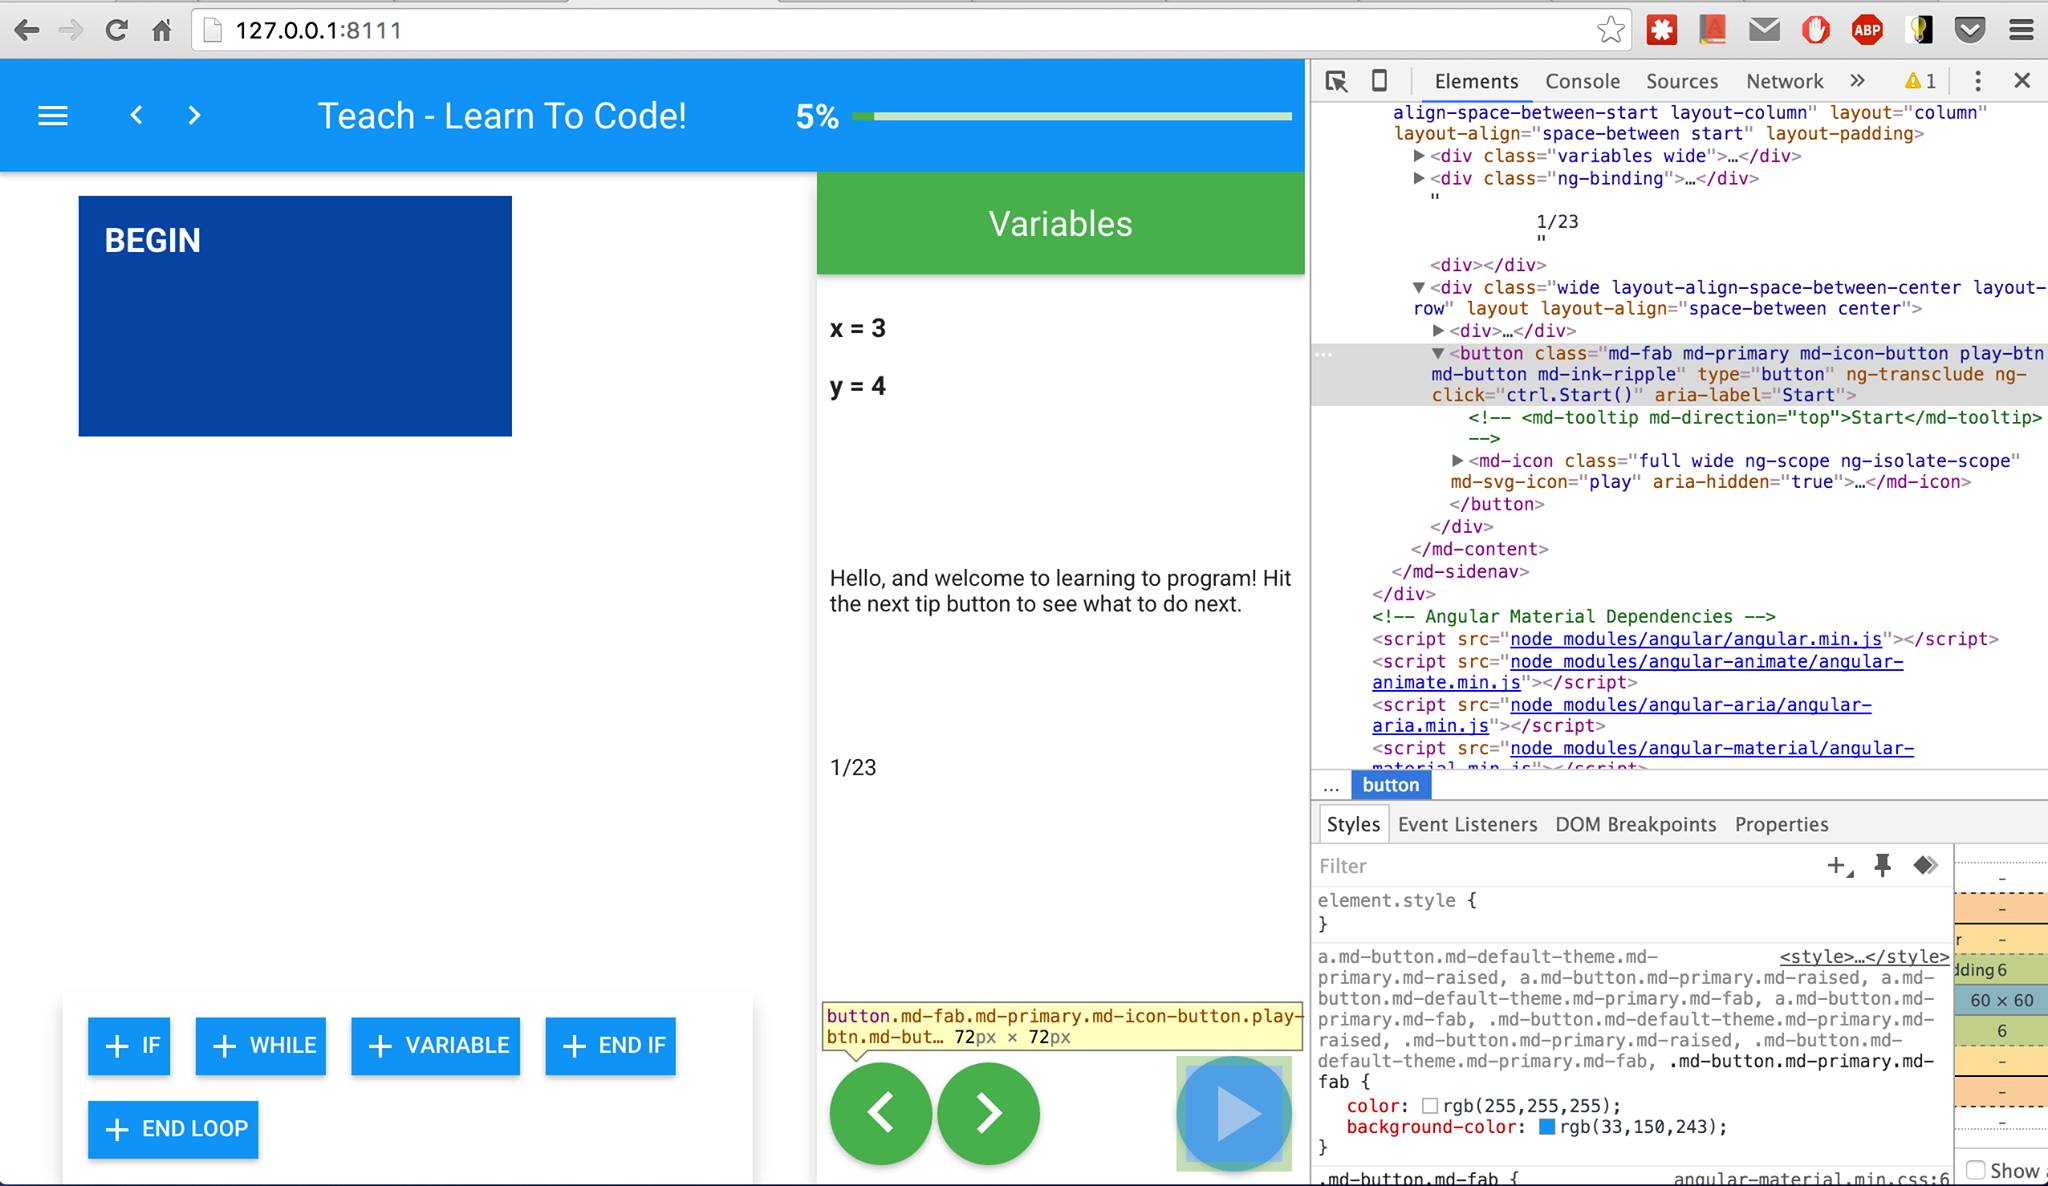 127.0.0.1:8111
ABP
Teach - Learn To Code!
5%
BEGIN
Variables
x = 3
y = 4
Hello, and welcome to learning to program! Hit
the next tip button to see what to do next.
1/23
button.md-fab.md-primary.md-icon-button.play-
btn.md-but… 72px × 72px
+ IF
+ WHILE
+ VARIABLE
+ END IF
+ END LOOP
Elements Console Sources Network » 1
align-space-between-start layout-column" layout="column"
layout-align="space-between start" layout-padding>
<div class="variables wide">…</div>
<div class="ng-binding">…</div>
"
1/23
"
<div></div>
<div class="wide layout-align-space-between-center layout-
row" layout layout-align="space-between center">
<div>…</div>
<button class="md-fab md-primary md-icon-button play-btn
md-button md-ink-ripple" type="button" ng-transclude ng-
click="ctrl.Start()" aria-label="Start">
<!-- <md-tooltip md-direction="top">Start</md-tooltip>
-->
<md-icon class="full wide ng-scope ng-isolate-scope"
md-svg-icon="play" aria-hidden="true">…</md-icon>
</button>
</div>
</md-content>
</md-sidenav>
</div>
<!-- Angular Material Dependencies -->
<script src="node_modules/angular/angular.min.js"></script>
<script src="node_modules/angular-animate/angular-
animate.min.js"></script>
<script src="node_modules/angular-aria/angular-
aria.min.js"></script>
<script src="node_modules/angular-material/angular-
material.min.js"></script>
... button
Styles Event Listeners DOM Breakpoints Properties
Filter
element.style {
}
a.md-button.md-default-theme.md- <style>…</style>
primary.md-raised, a.md-button.md-primary.md-raised, a.md-
button.md-default-theme.md-primary.md-fab, a.md-button.md-
primary.md-fab, .md-button.md-default-theme.md-primary.md-
raised, .md-button.md-primary.md-raised, .md-button.md-
default-theme.md-primary.md-fab, .md-button.md-primary.md-
fab {
color: rgb(255,255,255);
background-color: rgb(33,150,243);
}
.md-button.md-fab { angular-material.min.css:6
-
-
r -
dding 6
60 × 60
6
-
-
-
Show